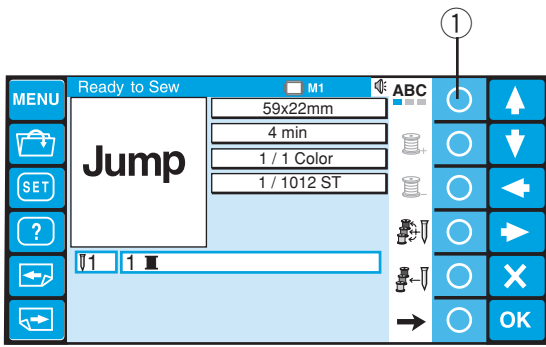 1
MENU
Ready to Sew
M1
ABC
59x22mm
4 min
1 / 1 Color
1 / 1012 ST
Jump
SET
?
1
1
OK